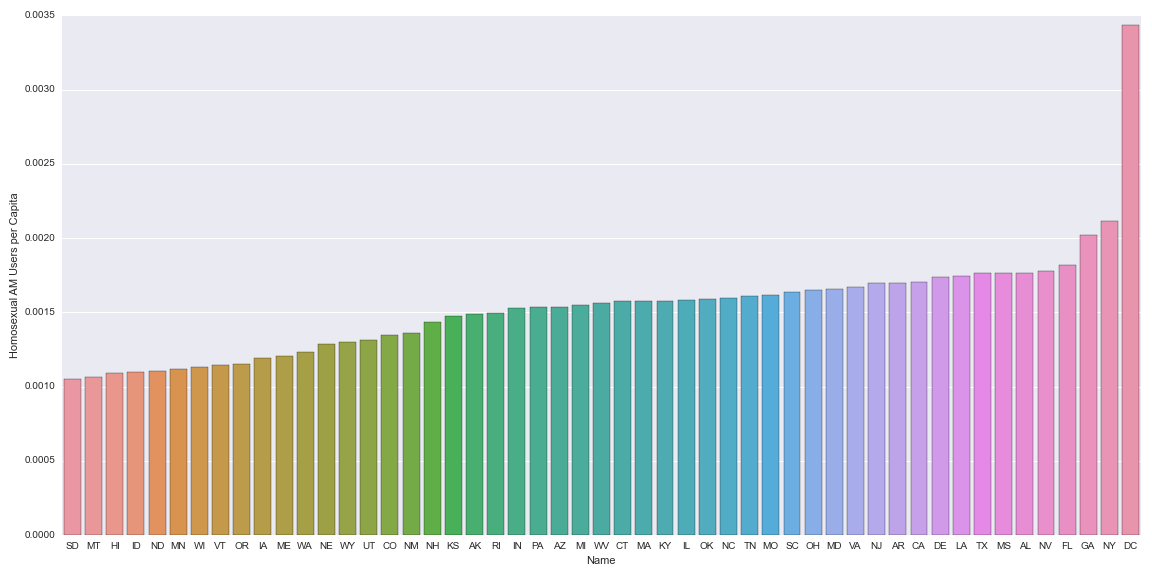 0.0035
0.0030
0.0025
0.0020
0.0015
0.0010
0.0005
0.0000
Homosexual AM Users per Capita
SD MT HI ID ND MN WI VT OR IA ME WA NE WY UT CO NM NH KS AK RI IN PA AZ MI WV CT MA KY IL OK NC TN MO SC OH MD VA NJ AR CA DE LA TX MS AL NV FL GA NY DC
Name